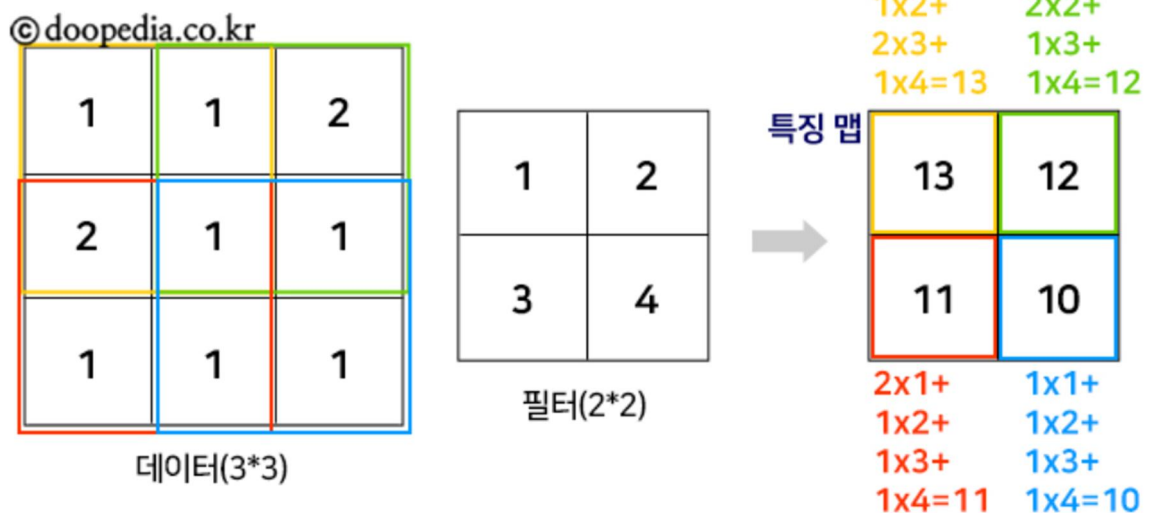 ©doopedia.co.kr
1x2+ 2x2+
2x3+ 1x3+
1x4=13 1x4=12
1 1 2
2 1 1
1 1 1
데이터(3*3)
1 2
3 4
필터(2*2)
특징 맵
13 12
11 10
2x1+ 1x1+
1x2+ 1x2+
1x3+ 1x3+
1x4=11 1x4=10